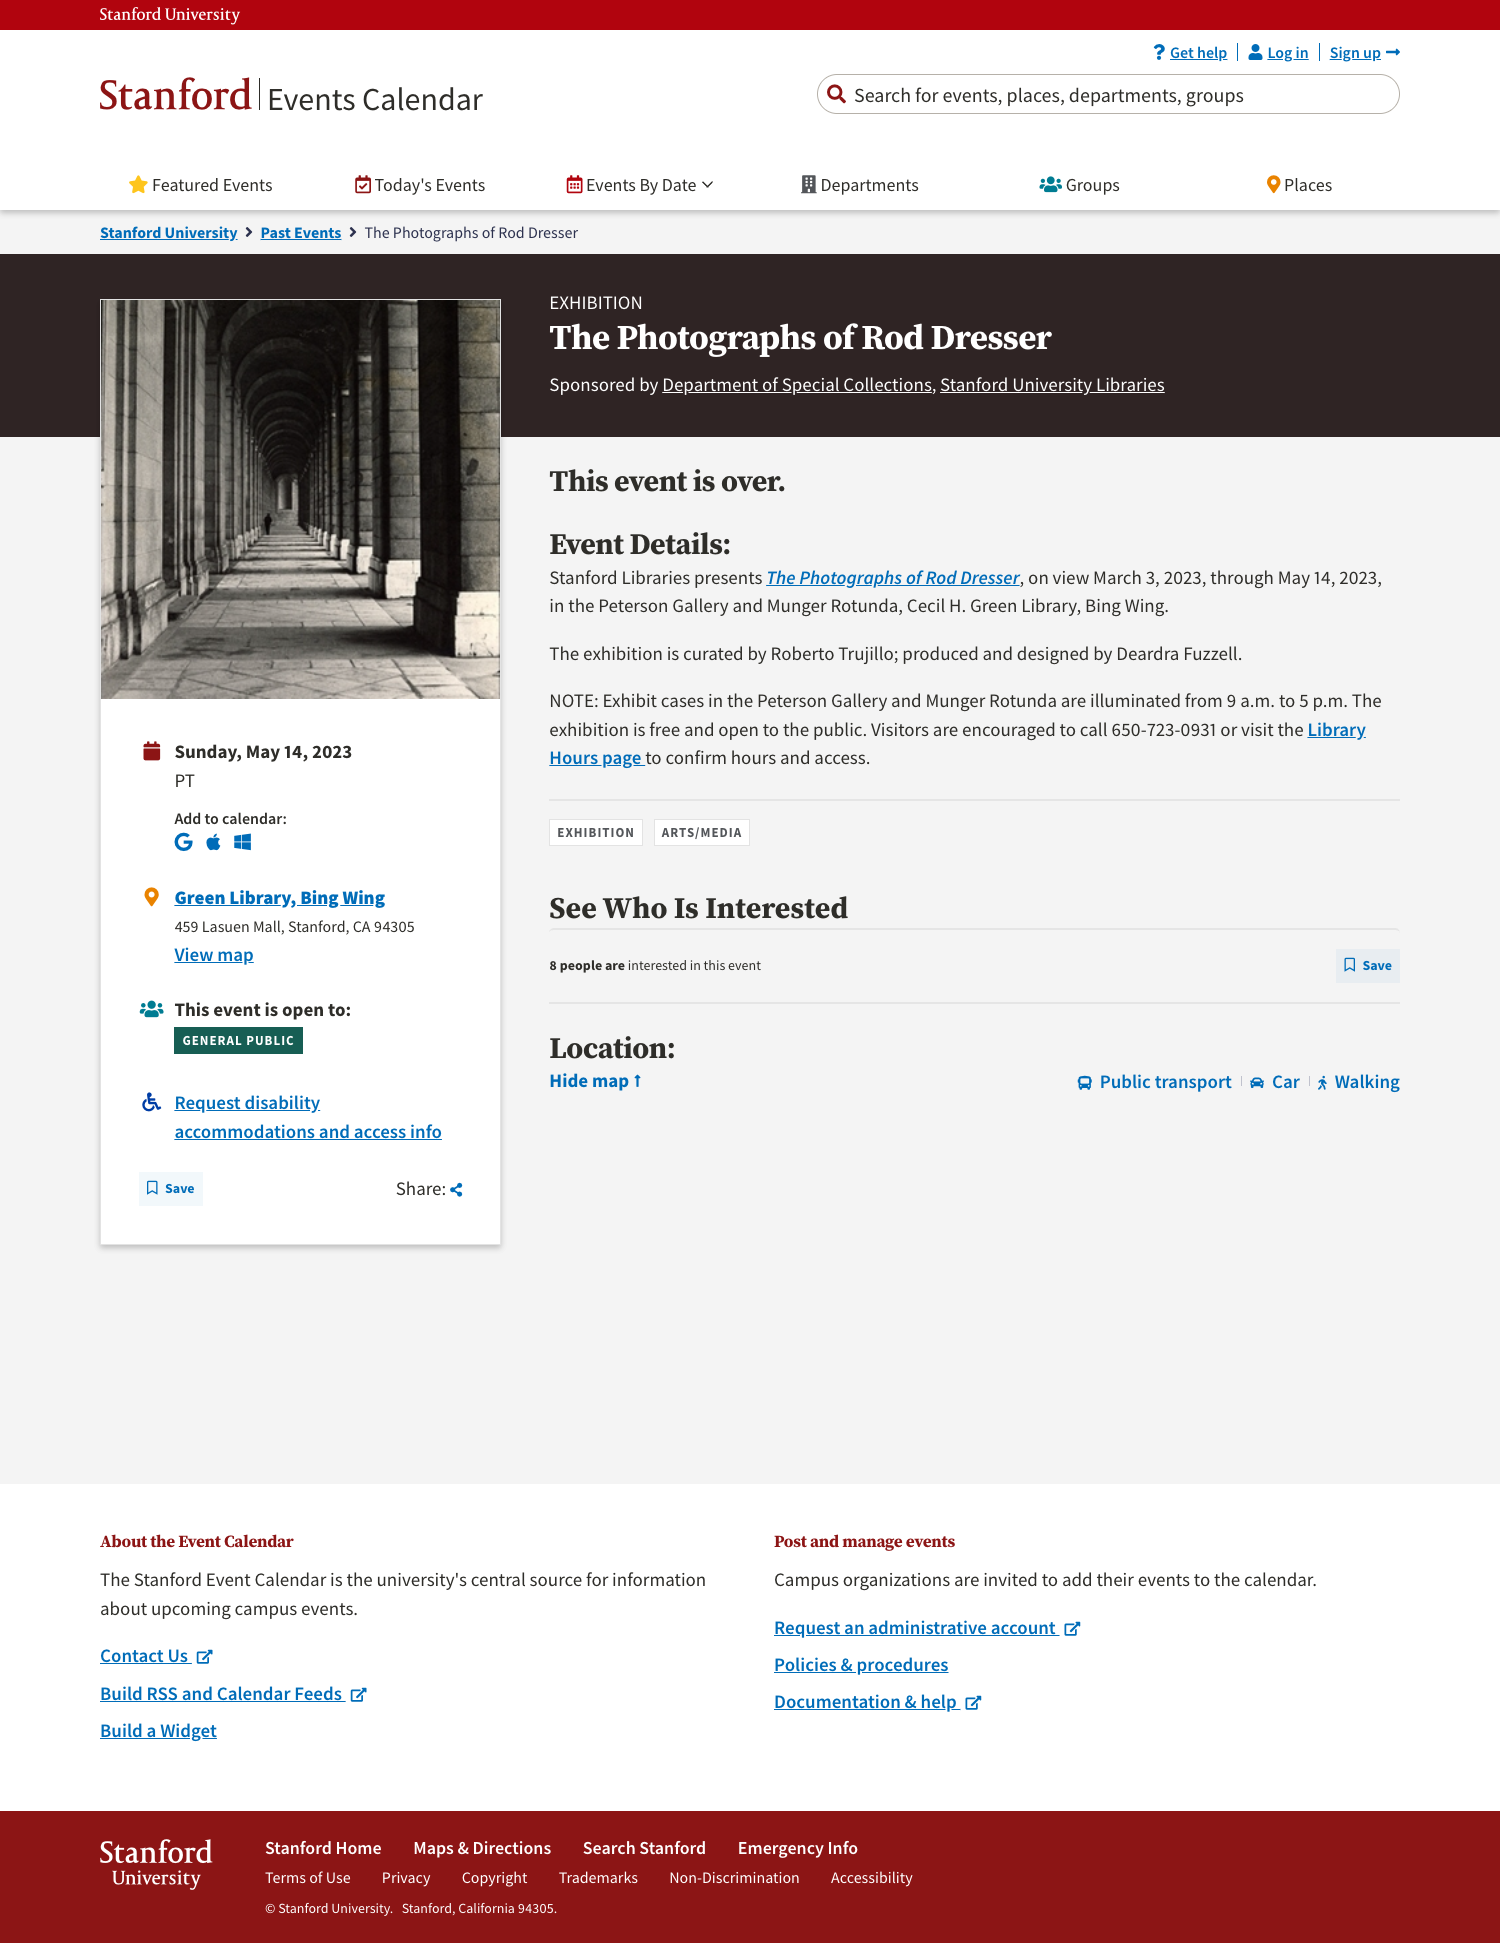 Stanford University
Get help
Log in
Sign up
Stanford Events Calendar
Search for events, places, departments, groups
Featured Events
Today's Events
Events By Date
Departments
Groups
Places
Stanford University
Past Events
The Photographs of Rod Dresser
EXHIBITION
The Photographs of Rod Dresser
Sponsored by Department of Special Collections, Stanford University Libraries
Sunday, May 14, 2023
PT
Add to calendar:
Green Library, Bing Wing
459 Lasuen Mall, Stanford, CA 94305
View map
This event is open to:
GENERAL PUBLIC
Request disability
accommodations and access info
Save
Share:
This event is over.
Event Details:
Stanford Libraries presents The Photographs of Rod Dresser, on view March 3, 2023, through May 14, 2023,
in the Peterson Gallery and Munger Rotunda, Cecil H. Green Library, Bing Wing.
The exhibition is curated by Roberto Trujillo; produced and designed by Deardra Fuzzell.
NOTE: Exhibit cases in the Peterson Gallery and Munger Rotunda are illuminated from 9 a.m. to 5 p.m. The
exhibition is free and open to the public. Visitors are encouraged to call 650-723-0931 or visit the Library
Hours page to confirm hours and access.
EXHIBITION
ARTS/MEDIA
See Who Is Interested
8 people are interested in this event
Save
Location:
Hide map
Public transport
Car
Walking
About the Event Calendar
The Stanford Event Calendar is the university's central source for information
about upcoming campus events.
Contact Us
Build RSS and Calendar Feeds
Build a Widget
Post and manage events
Campus organizations are invited to add their events to the calendar.
Request an administrative account
Policies & procedures
Documentation & help
Stanford
University
Stanford Home
Maps & Directions
Search Stanford
Emergency Info
Terms of Use
Privacy
Copyright
Trademarks
Non-Discrimination
Accessibility
© Stanford University. Stanford, California 94305.